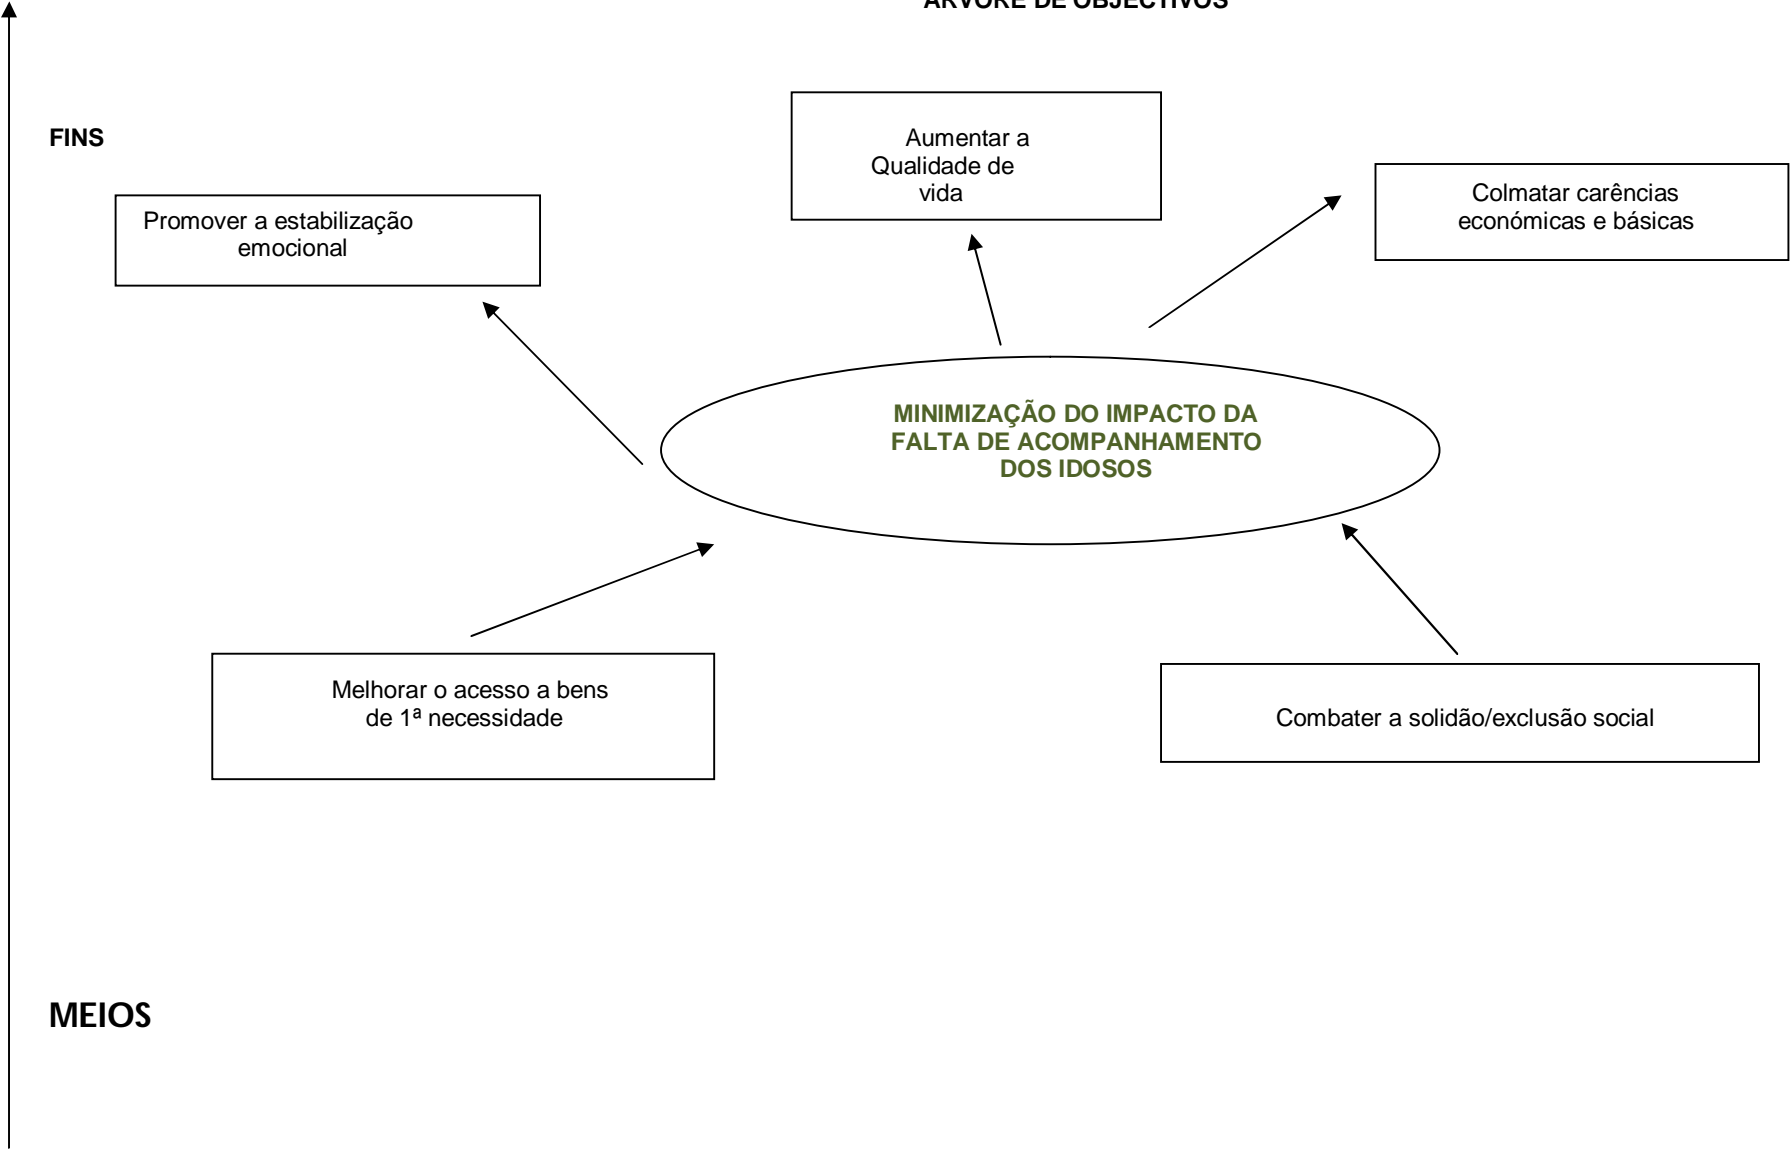 ÁRVORE DE OBJECTIVOS
FINS
Aumentar a
Qualidade de
vida
Colmatar carências
económicas e básicas
Promover a estabilização
emocional
MINIMIZAÇÃO DO IMPACTO DA
FALTA DE ACOMPANHAMENTO
DOS IDOSOS
Melhorar o acesso a bens
de 1ª necessidade
Combater a solidão/exclusão social
MEIOS